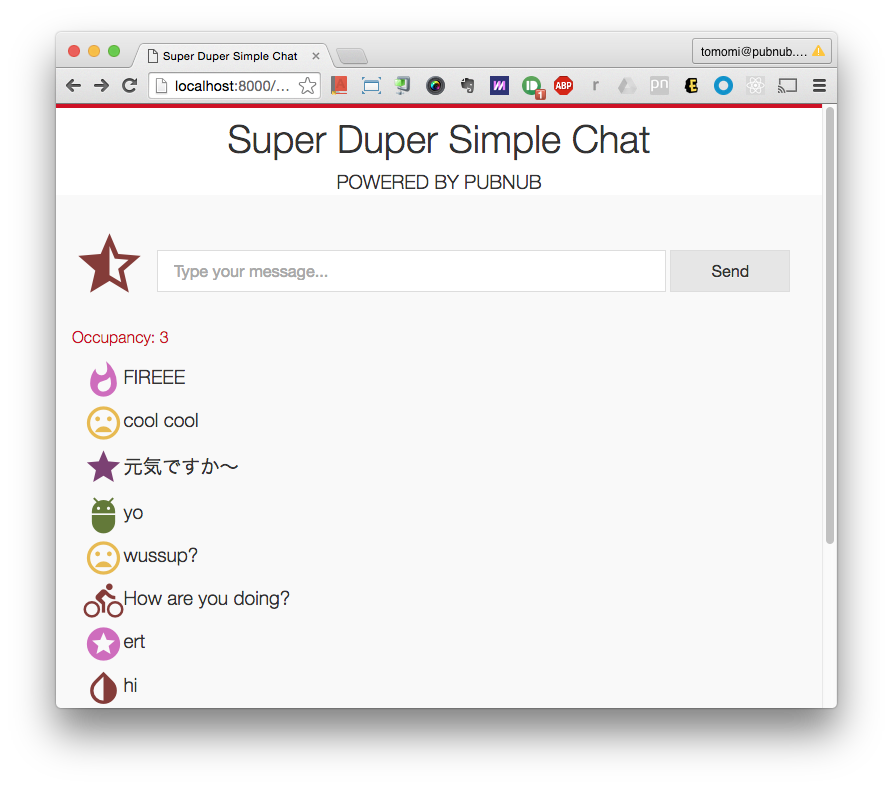 Super Duper Simple Chat
tomomi@pubnub....
localhost:8000/...
A
1
ABP
r
pn
E
Super Duper Simple Chat
POWERED BY PUBNUB
Type your message...
Send
Occupancy: 3
FIREEE
cool cool
元気ですか〜
yo
wussup?
How are you doing?
ert
hi